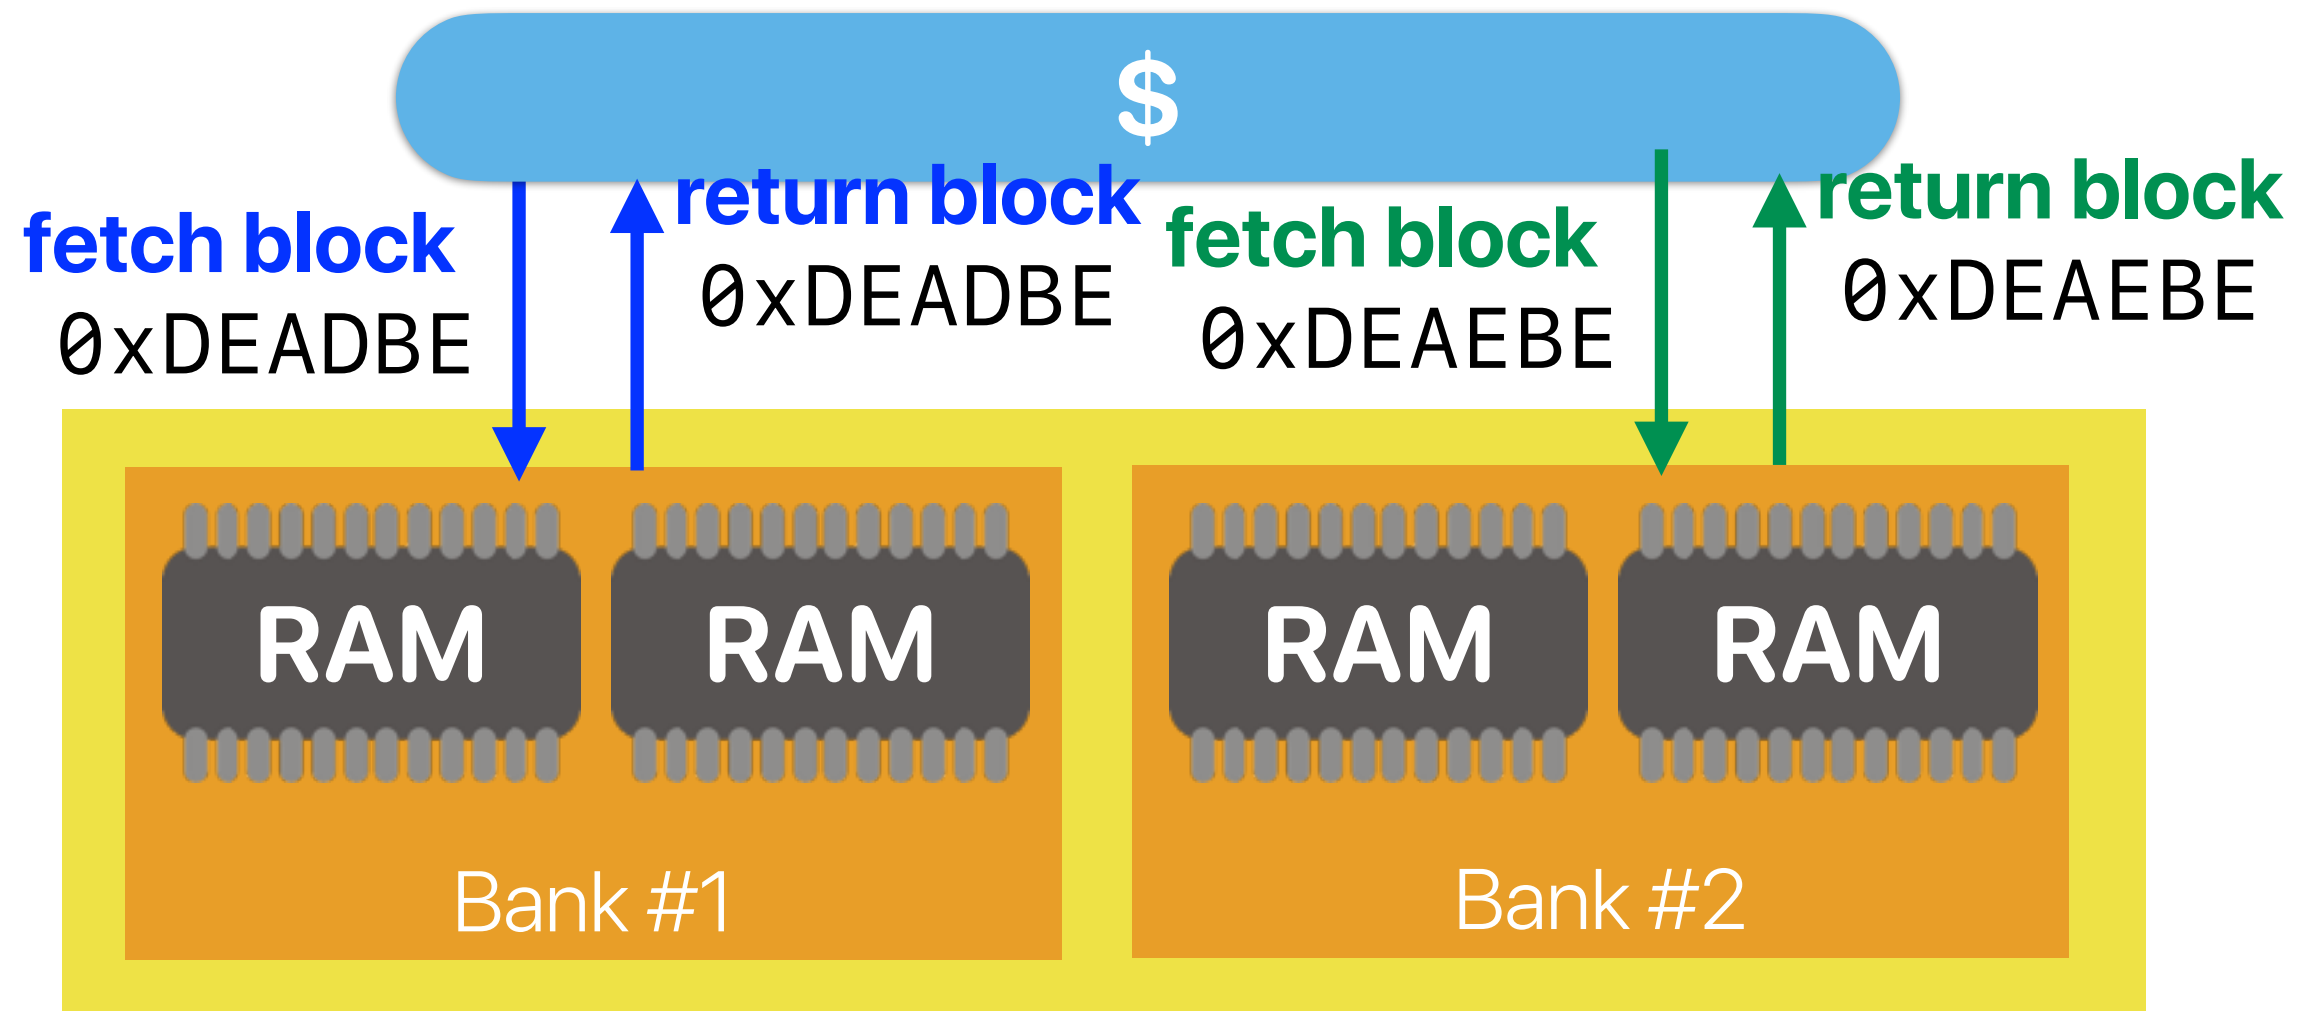 $
fetch block
0xDEADBE
return block
0xDEADBE
fetch block
0xDEAEBE
return block
0xDEAEBE
RAM
RAM
RAM
RAM
Bank #1
Bank #2